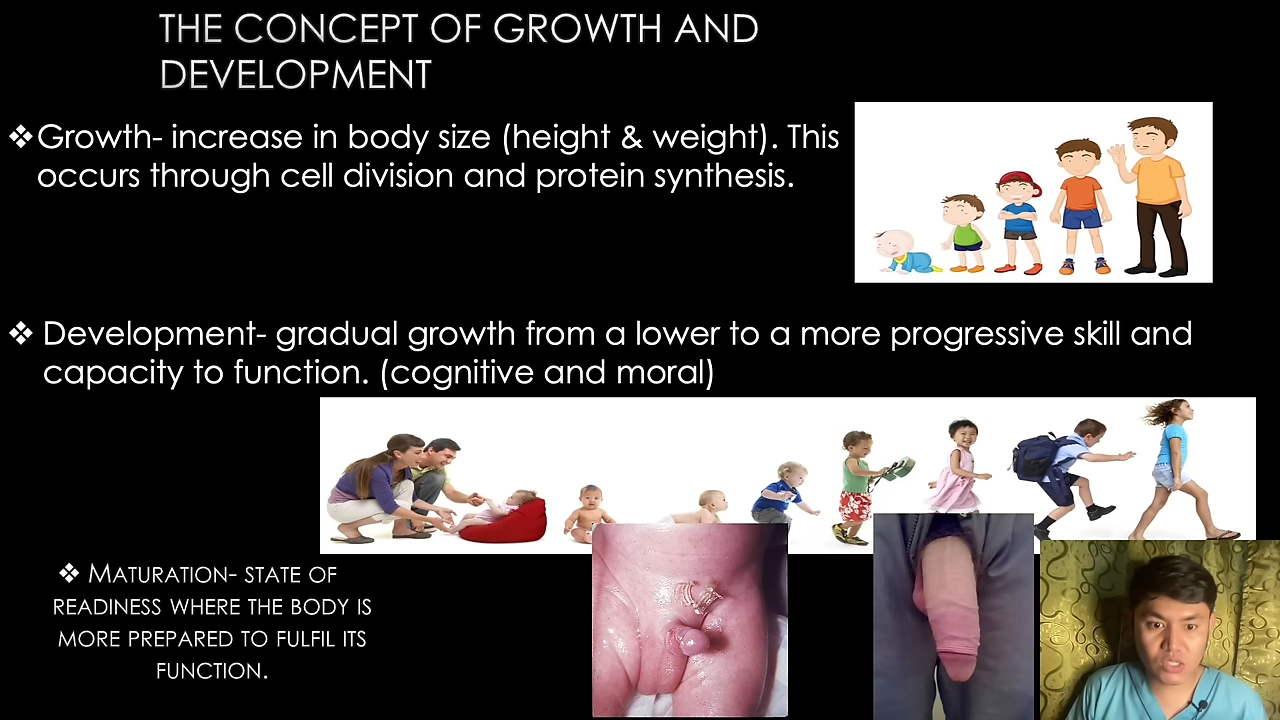 THE CONCEPT OF GROWTH AND
DEVELOPMENT
❖Growth- increase in body size (height & weight). This
occurs through cell division and protein synthesis.
❖ Development- gradual growth from a lower to a more progressive skill and
capacity to function. (cognitive and moral)
❖ MATURATION- STATE OF
READINESS WHERE THE BODY IS
MORE PREPARED TO FULFIL ITS
FUNCTION.